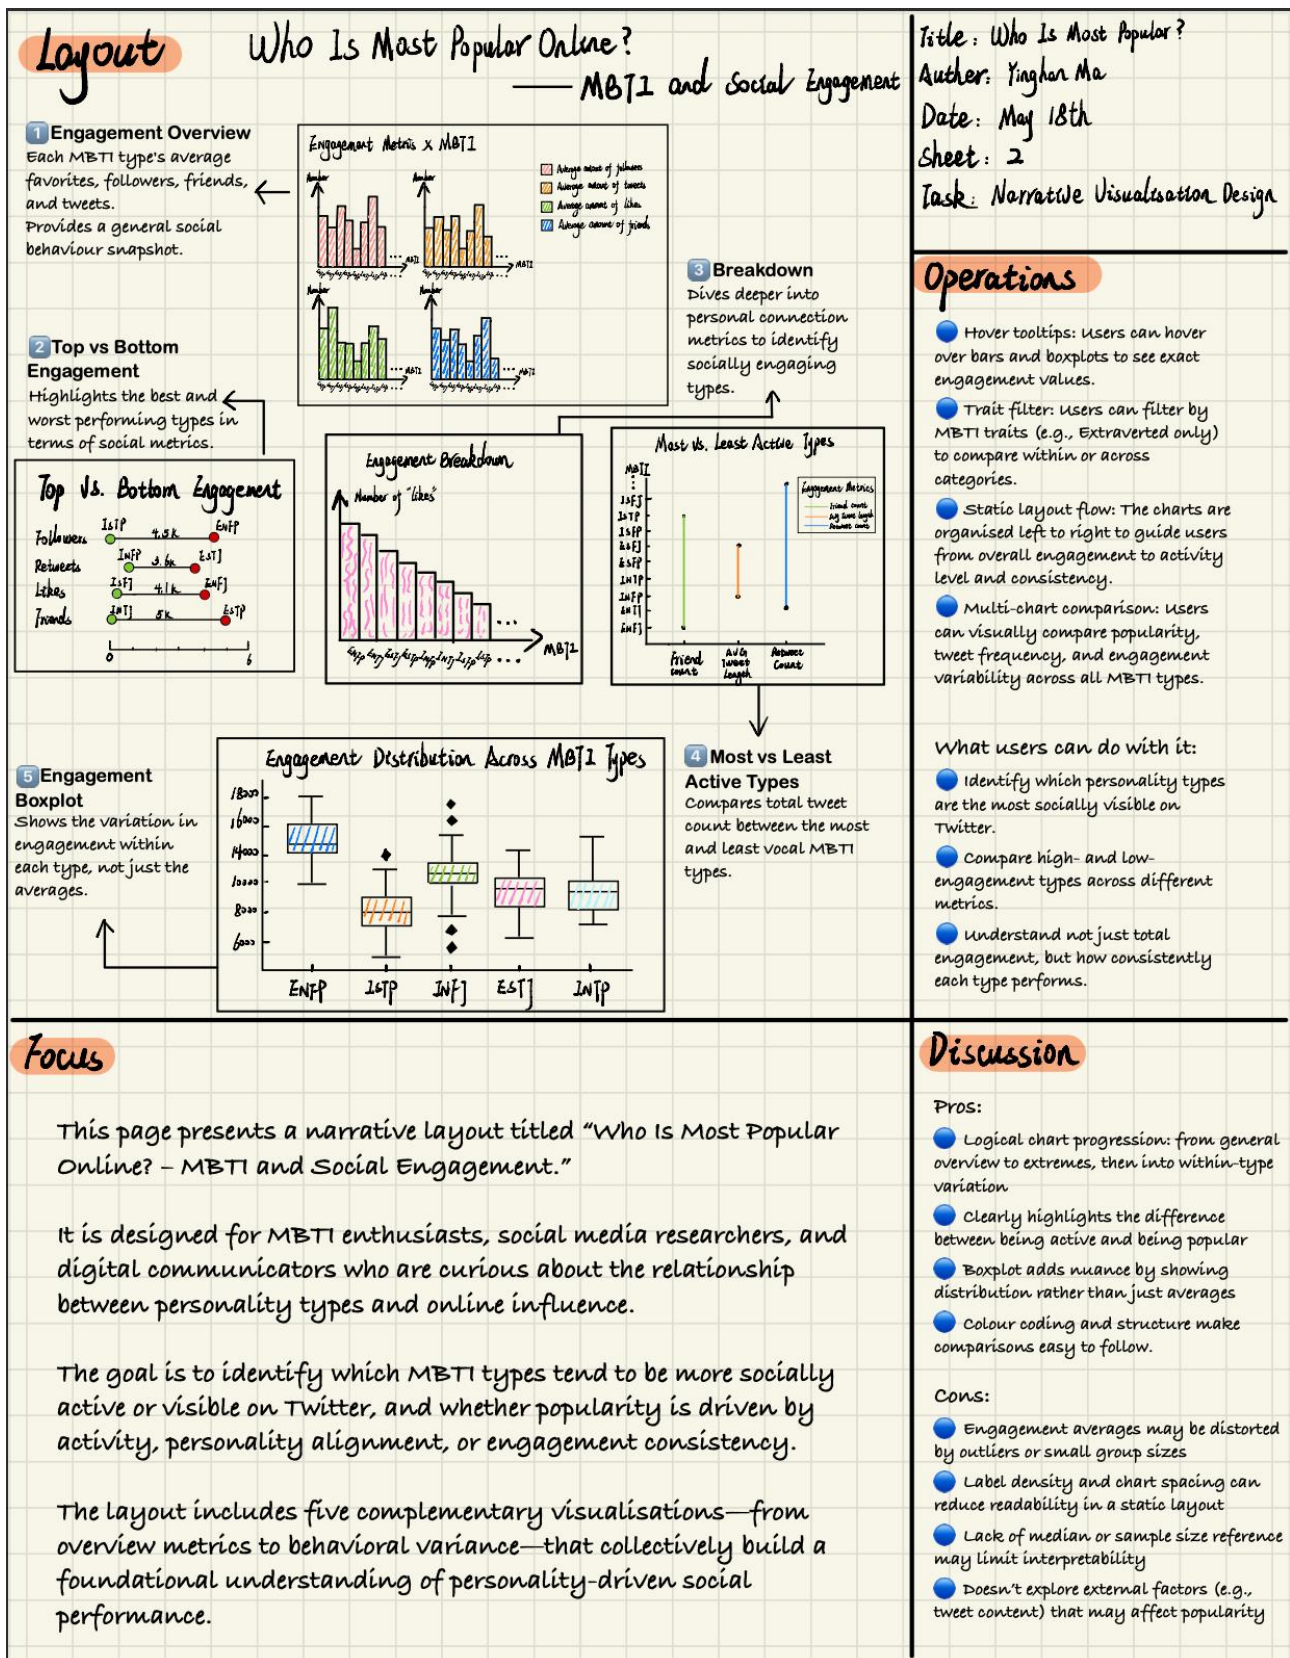 Layout
Who Is Most Popular Online?
—— MBTI and Social Engagement
1 Engagement Overview
Each MBTI type's average
favorites, followers, friends,
and tweets.
Provides a general social
behaviour snapshot.
Engagement Metris x MBTI
Average amount of followers
Average amount of tweets
Average amount of likes
Average amount of friends
Number
MBTI
Number
MBTI
Number
MBTI
Number
MBTI
2 Top vs Bottom
Engagement
Highlights the best and
worst performing types in
terms of social metrics.
3 Breakdown
Dives deeper into
personal connection
metrics to identify
socially engaging
types.
Top Vs. Bottom Engagement
Followers ISTP 4.5k ENFP
Retweets INFP 3.6k ESTJ
Likes ISFJ 4.1k ENFJ
Friends INTJ 5k ESTP
0 6
Engagement Breakdown
Number of "likes"
MBTI
Most vs. Least Active Types
MBTI
ISFJ
ISTP
ISFP
ESFJ
ESFP
INTP
INFP
ENTJ
ENFJ
Engagement Metrics
Friend count
Avg Tweet length
Retweet count
Friend count
AVG Tweet Length
Retweet Count
4 Most vs Least
Active Types
Compares total tweet
count between the most
and least vocal MBTI
types.
5 Engagement
Boxplot
Shows the variation in
engagement within
each type, not just the
averages.
Engagement Distribution Across MBTI Types
18000
16000
14000
10000
8000
6000
ENFP ISTP INFJ ESTJ INTP
Title: Who Is Most Popular?
Auther: Yinghan Ma
Date: May 18th
Sheet: 2
Task: Narrative Visualisation Design
Operations
Hover tooltips: Users can hover
over bars and boxplots to see exact
engagement values.
Trait filter: Users can filter by
MBTI traits (e.g., Extraverted only)
to compare within or across
categories.
Static layout flow: The charts are
organised left to right to guide users
from overall engagement to activity
level and consistency.
Multi-chart comparison: Users
can visually compare popularity,
tweet frequency, and engagement
variability across all MBTI types.
What users can do with it:
Identify which personality types
are the most socially visible on
Twitter.
Compare high- and low-
engagement types across different
metrics.
Understand not just total
engagement, but how consistently
each type performs.
Focus
This page presents a narrative layout titled “Who Is Most Popular
Online? – MBTI and Social Engagement.”
It is designed for MBTI enthusiasts, social media researchers, and
digital communicators who are curious about the relationship
between personality types and online influence.
The goal is to identify which MBTI types tend to be more socially
active or visible on Twitter, and whether popularity is driven by
activity, personality alignment, or engagement consistency.
The layout includes five complementary visualisations—from
overview metrics to behavioral variance—that collectively build a
foundational understanding of personality-driven social
performance.
Discussion
Pros:
Logical chart progression: from general
overview to extremes, then into within-type
variation
Clearly highlights the difference
between being active and being popular
Boxplot adds nuance by showing
distribution rather than just averages
Colour coding and structure make
comparisons easy to follow.
Cons:
Engagement averages may be distorted
by outliers or small group sizes
Label density and chart spacing can
reduce readability in a static layout
Lack of median or sample size reference
may limit interpretability
Doesn't explore external factors (e.g.,
tweet content) that may affect popularity